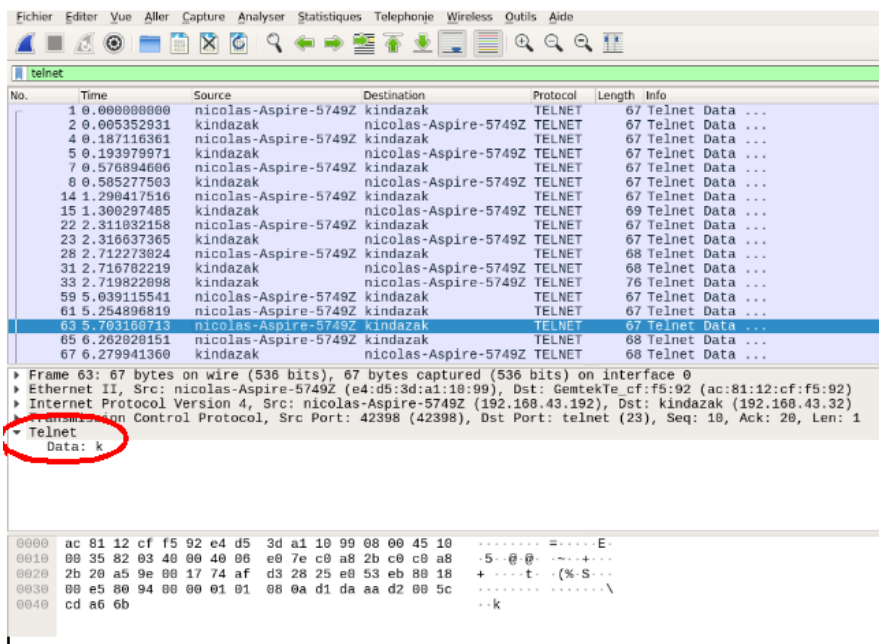 Fichier Editer Vue Aller Capture Analyser Statistiques Telephonie Wireless Outils Aide
telnet
No. Time Source Destination Protocol Length Info
1 0.000000000 nicolas-Aspire-5749Z kindazak TELNET 67 Telnet Data ...
2 0.005352931 kindazak nicolas-Aspire-5749Z TELNET 67 Telnet Data ...
4 0.187116361 nicolas-Aspire-5749Z kindazak TELNET 67 Telnet Data ...
5 0.193979971 kindazak nicolas-Aspire-5749Z TELNET 67 Telnet Data ...
7 0.576894606 nicolas-Aspire-5749Z kindazak TELNET 67 Telnet Data ...
8 0.585277503 kindazak nicolas-Aspire-5749Z TELNET 67 Telnet Data ...
14 1.290417516 nicolas-Aspire-5749Z kindazak TELNET 67 Telnet Data ...
15 1.300297485 kindazak nicolas-Aspire-5749Z TELNET 69 Telnet Data ...
22 2.311032158 nicolas-Aspire-5749Z kindazak TELNET 67 Telnet Data ...
23 2.316637365 kindazak nicolas-Aspire-5749Z TELNET 67 Telnet Data ...
28 2.712273024 nicolas-Aspire-5749Z kindazak TELNET 68 Telnet Data ...
31 2.716702219 kindazak nicolas-Aspire-5749Z TELNET 68 Telnet Data ...
33 2.719822098 kindazak nicolas-Aspire-5749Z TELNET 76 Telnet Data ...
59 5.039115541 nicolas-Aspire-5749Z kindazak TELNET 67 Telnet Data ...
61 5.254896819 nicolas-Aspire-5749Z kindazak TELNET 67 Telnet Data ...
63 5.703160713 nicolas-Aspire-5749Z kindazak TELNET 67 Telnet Data ...
65 6.262020151 nicolas-Aspire-5749Z kindazak TELNET 68 Telnet Data ...
67 6.279941360 kindazak nicolas-Aspire-5749Z TELNET 68 Telnet Data ...
Frame 63: 67 bytes on wire (536 bits), 67 bytes captured (536 bits) on interface 0
Ethernet II, Src: nicolas-Aspire-5749Z (e4:d5:3d:a1:10:99), Dst: GemtekTe_cf:f5:92 (ac:81:12:cf:f5:92)
Internet Protocol Version 4, Src: nicolas-Aspire-5749Z (192.168.43.192), Dst: kindazak (192.168.43.32)
Transmission Control Protocol, Src Port: 42398 (42398), Dst Port: telnet (23), Seq: 10, Ack: 20, Len: 1
Telnet
Data: k
0000 ac 81 12 cf f5 92 e4 d5 3d a1 10 99 08 00 45 10 ········ =·····E·
0010 00 35 82 03 40 00 40 06 e0 7e c0 a8 2b c0 c0 a8 ·5··@·@· ·~··+···
0020 2b 20 a5 9e 00 17 74 af d3 28 25 e0 53 eb 80 18 + ····t· ·(%·S···
0030 00 e5 80 94 00 00 01 01 08 0a d1 da aa d2 00 5c ········ ·······\
0040 cd a6 6b ··k